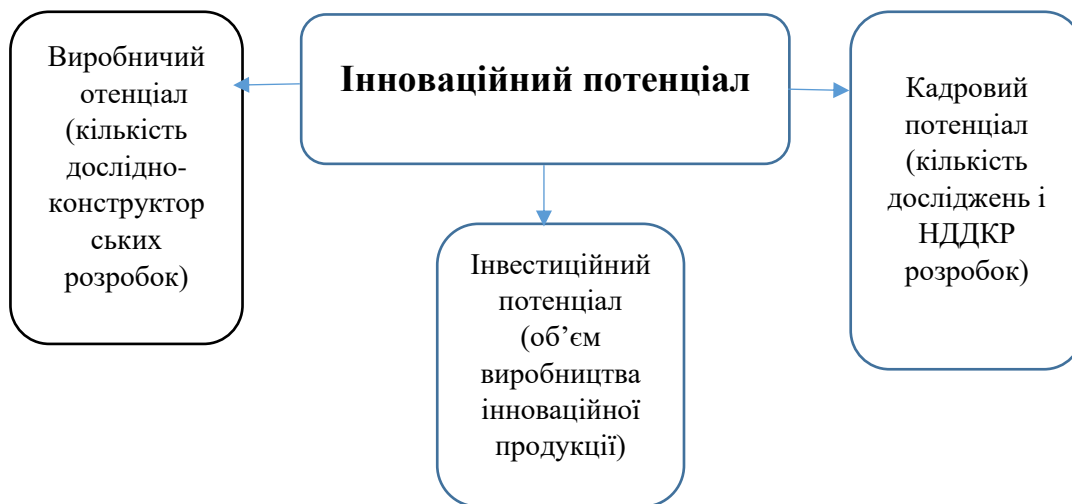 Інноваційний потенціал
Виробничий
отенціал
(кількість
дослідно-
конструктор
ських
розробок)
Інвестиційний
потенціал
(об’єм
виробництва
інноваційної
продукції)
Кадровий
потенціал
(кількість
досліджень і
НДДКР
розробок)